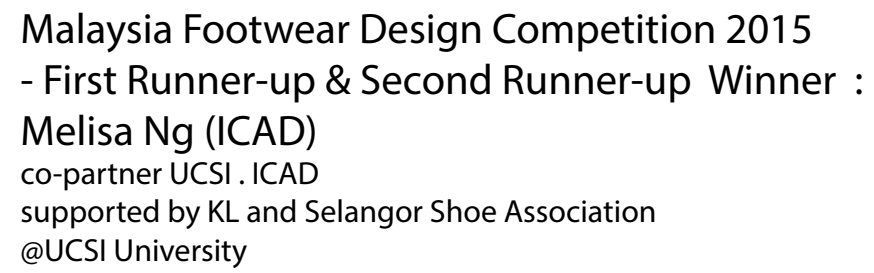 Malaysia Footwear Design Competition 2015
- First Runner-up & Second Runner-up  Winner  :
Melisa Ng (ICAD)
co-partner UCSI . ICAD
supported by KL and Selangor Shoe Association
@UCSI University